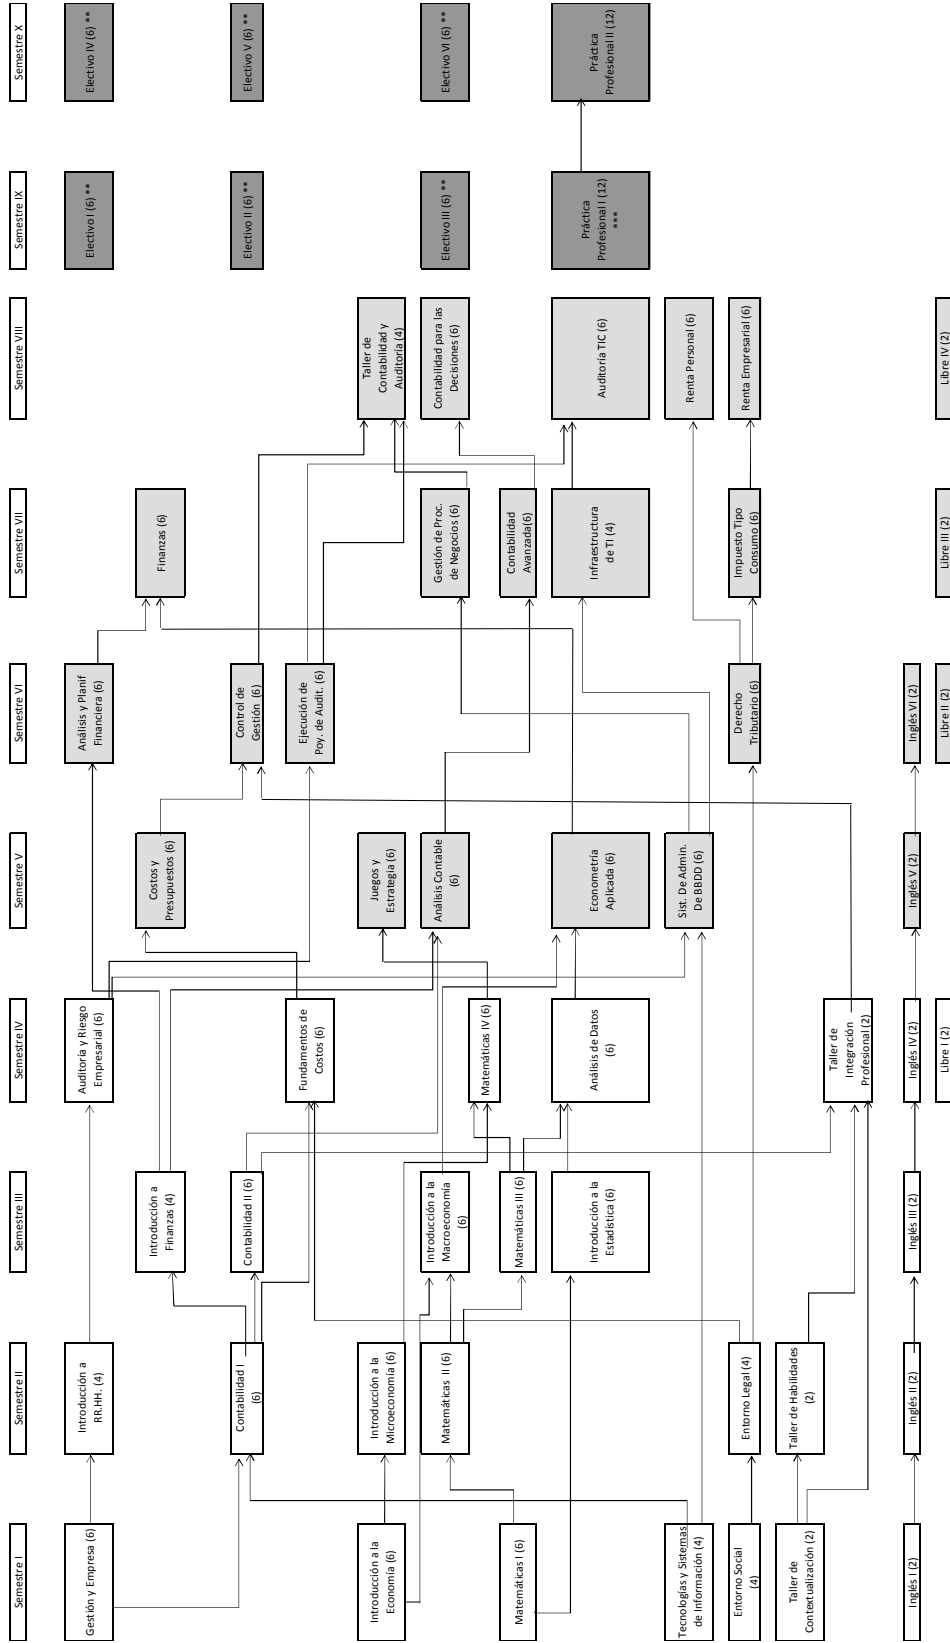 Semestre I
Gestión y Empresa (6)
Introducción a la
Economía (6)
Matemáticas I (6)
Tecnologías y Sistemas
de Información (4)
Entorno Social
(4)
Taller de
Contextualización (2)
Inglés I (2)
Semestre II
Introducción a
RR.HH. (4)
Contabilidad I
(6)
Introducción a la
Microeconomía (6)
Matemáticas II (6)
Entorno Legal (4)
Taller de Habilidades
(2)
Inglés II (2)
Semestre III
Introducción a
Finanzas (4)
Contabilidad II (6)
Introducción a la
Macroeconomía
(6)
Matemáticas III (6)
Introducción a la
Estadística (6)
Inglés III (2)
Semestre IV
Auditoría y Riesgo
Empresarial (6)
Fundamentos de
Costos (6)
Matemáticas IV (6)
Análisis de Datos
(6)
Taller de
Integración
Profesional (2)
Inglés IV (2)
Libre I (2)
Semestre V
Costos y
Presupuestos (6)
Juegos y
Estrategia (6)
Análisis Contable
(6)
Econometría
Aplicada (6)
Sist. De Admin.
De BBDD (6)
Inglés V (2)
Semestre VI
Análisis y Planif
Financiera (6)
Control de
Gestión (6)
Ejecución de
Poy. de Audit. (6)
Derecho
Tributario (6)
Inglés VI (2)
Libre II (2)
Semestre VII
Finanzas (6)
Gestión de Proc.
de Negocios (6)
Contabilidad
Avanzada(6)
Infraestructura
de TI (4)
Impuesto Tipo
Consumo (6)
Libre III (2)
Semestre VIII
Taller de
Contabilidad y
Auditoría (4)
Contabilidad para las
Decisiones (6)
Auditoría TIC (6)
Renta Personal (6)
Renta Empresarial (6)
Libre IV (2)
Semestre IX
Electivo I (6) **
Electivo II (6) **
Electivo III (6) **
Práctica
Profesional I (12)
***
Semestre X
Electivo IV (6) **
Electivo V (6) **
Electivo VI (6) **
Práctica
Profesional II (12)